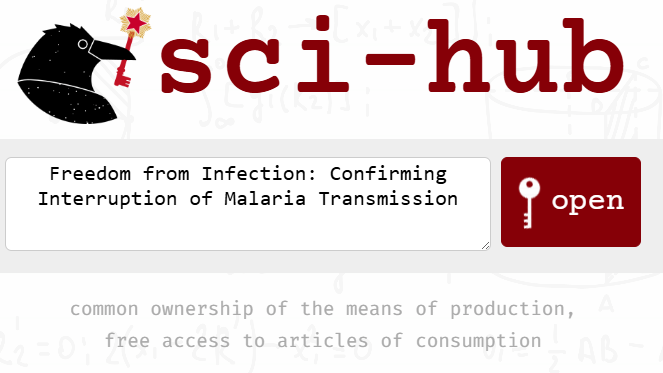 sci-hub
Freedom from Infection: Confirming
Interruption of Malaria Transmission
open
common ownership of the means of production,
free access to articles of consumption